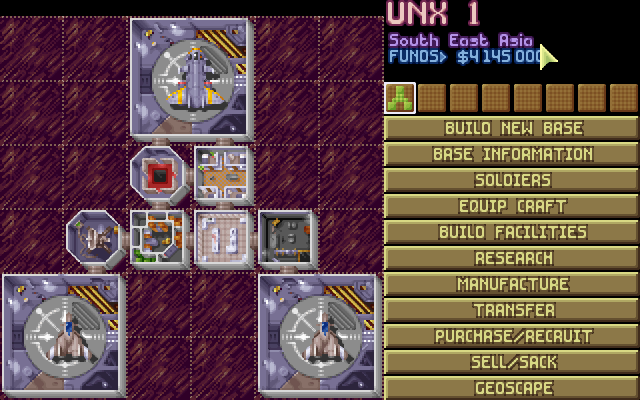 UNX 1
South East Asia
FUNDS> $4 145 000
BUILD NEW BASE
BASE INFORMATION
SOLDIERS
EQUIP CRAFT
BUILD FACILITIES
RESEARCH
MANUFACTURE
TRANSFER
PURCHASE/RECRUIT
SELL/SACK
GEOSCAPE